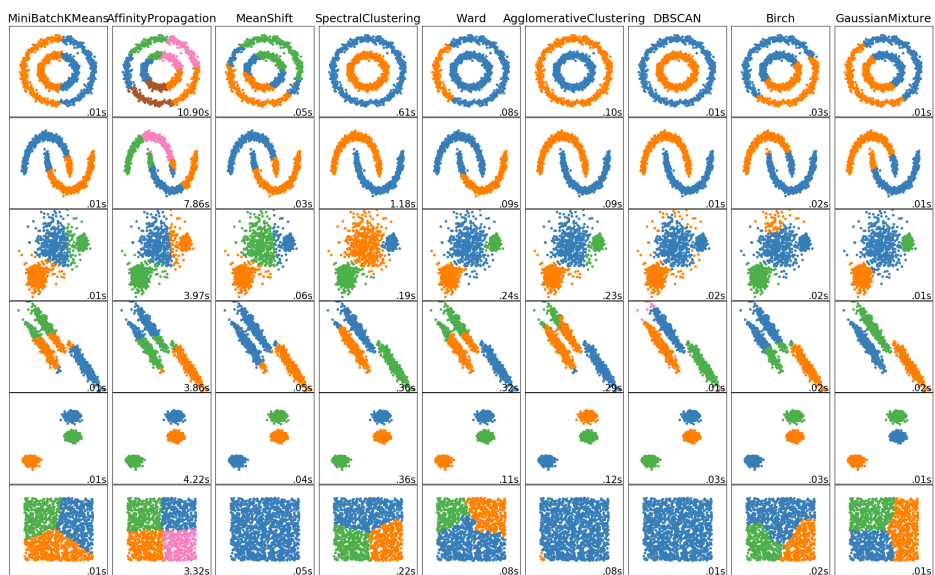 MiniBatchKMeans AffinityPropagation MeanShift SpectralClustering Ward AgglomerativeClustering DBSCAN Birch GaussianMixture
.01s 10.90s .05s .61s .08s .10s .01s .03s .01s
.01s 7.86s .03s 1.18s .09s .09s .01s .02s .01s
.01s 3.97s .06s .19s .24s .23s .02s .02s .01s
.01s 3.86s .05s .36s .32s .29s .01s .02s .02s
.01s 4.22s .04s .36s .11s .12s .03s .03s .01s
.01s 3.32s .05s .22s .08s .08s .01s .01s .01s